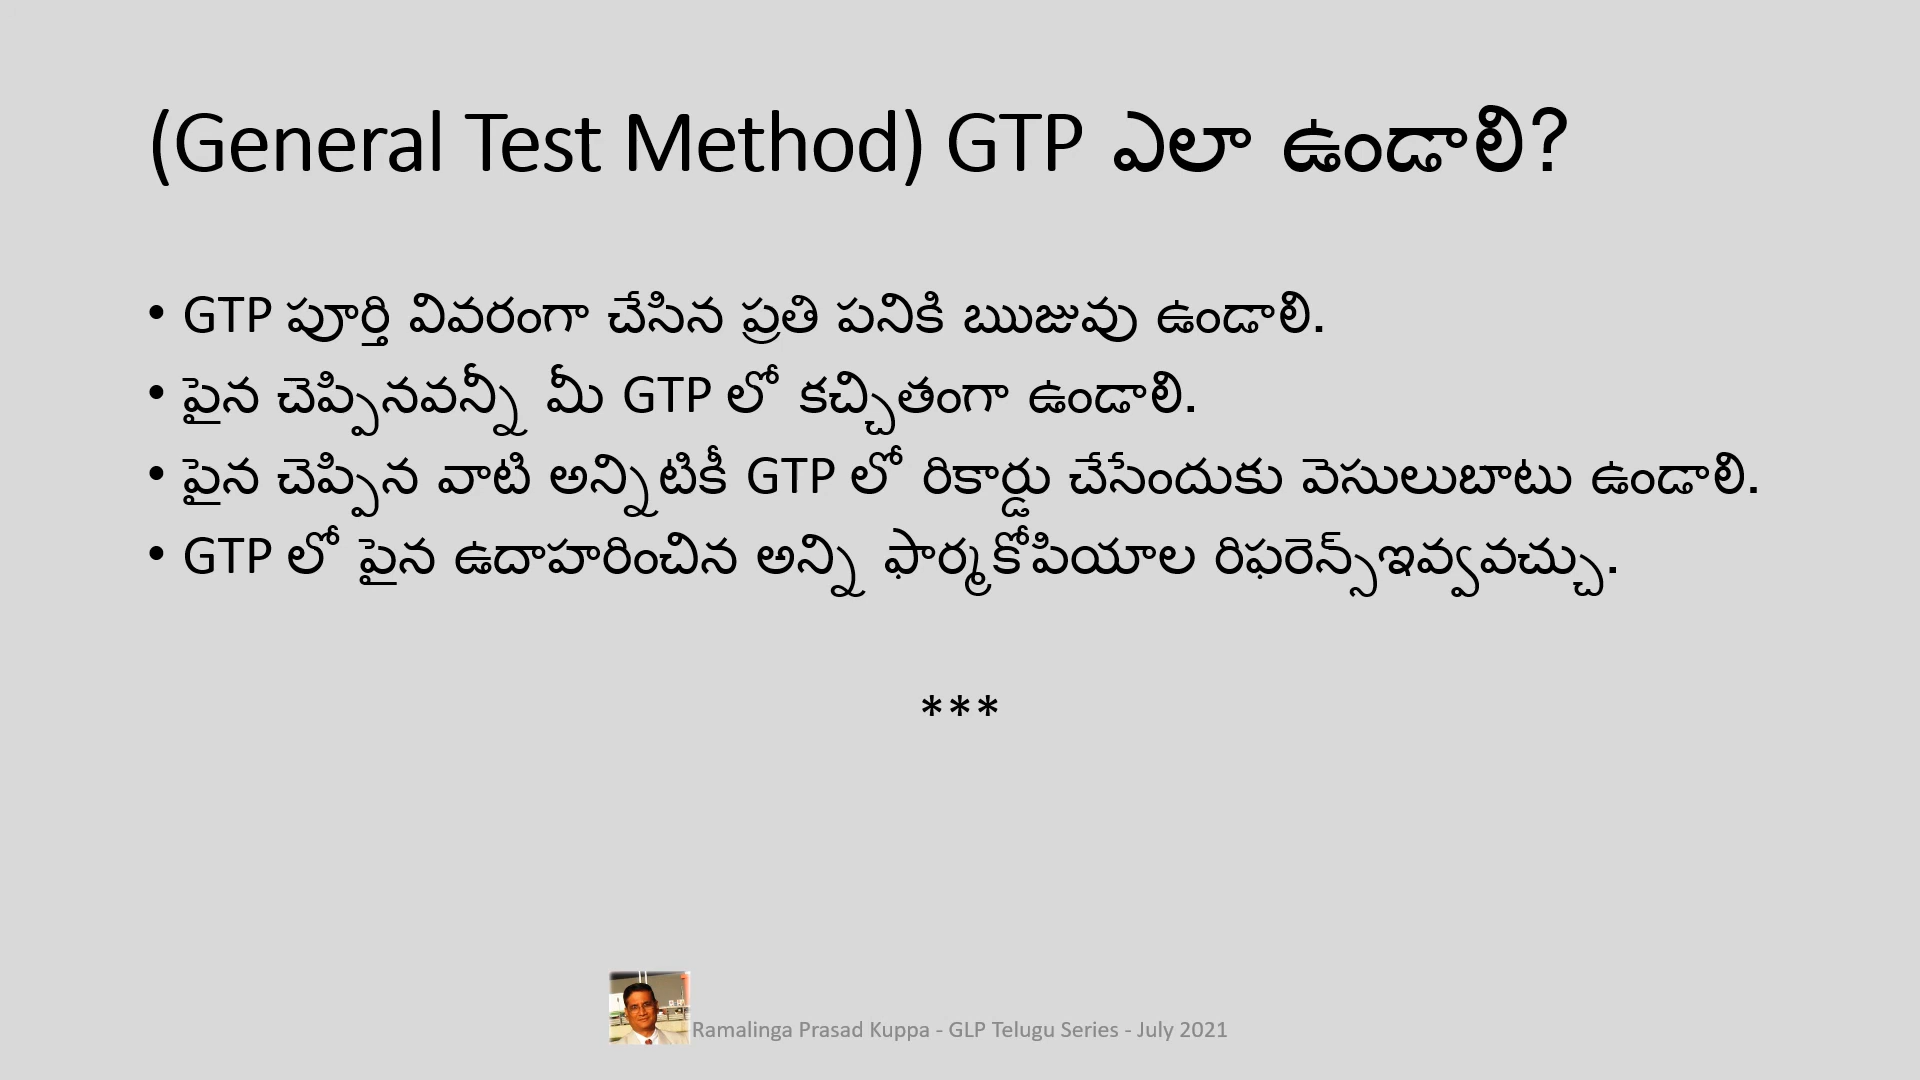 (General Test Method) GTP ఎలా ఉండాలి?
• GTP పూర్తి వివరంగా చేసిన ప్రతి పనికి ఋజువు ఉండాలి.
• పైన చెప్పినవన్నీ మీ GTP లో కచ్చితంగా ఉండాలి.
• పైన చెప్పిన వాటి అన్నిటికీ GTP లో రికార్డు చేసేందుకు వెసులుబాటు ఉండాలి.
• GTP లో పైన ఉదాహరించిన అన్ని ఫార్మకోపియాల రిఫరెన్స్ఇవ్వవచ్చు.
***
Ramalinga Prasad Kuppa - GLP Telugu Series - July 2021